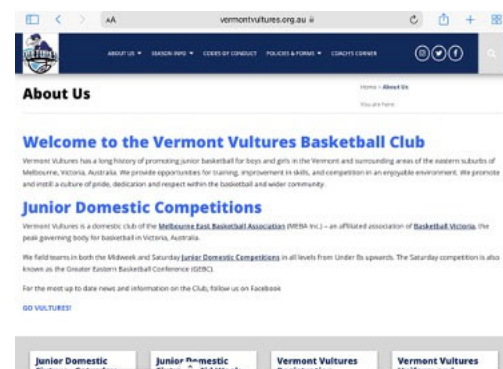 AA
vermontvultures.org.au
VULTURES
ABOUT US SEASON INFO CODES OF CONDUCT POLICIES & FORMS COACH'S CORNER
About Us
Home > About Us
You are here:
Welcome to the Vermont Vultures Basketball Club
Vermont Vultures has a long history of promoting junior basketball for boys and girls in the Vermont and surrounding areas of the eastern suburbs of
Melbourne, Victoria, Australia. We provide opportunities for training, improvement in skills, and competition in an enjoyable environment. We promote
and instill a culture of pride, dedication and respect within the basketball and wider community.
Junior Domestic Competitions
Vermont Vultures is a domestic club of the Melbourne East Basketball Association (MEBA Inc.) – an affiliated association of Basketball Victoria, the
peak governing body for basketball in Victoria, Australia.
We field teams in both the Midweek and Saturday Junior Domestic Competitions in all levels from Under 8s upwards. The Saturday competition is also
known as the Greater Eastern Basketball Conference (GEBC).
For the most up to date news and information on the Club, follow us on Facebook
GO VULTURES!
Junior Domestic
Junior Domestic
Vermont Vultures
Vermont Vultures